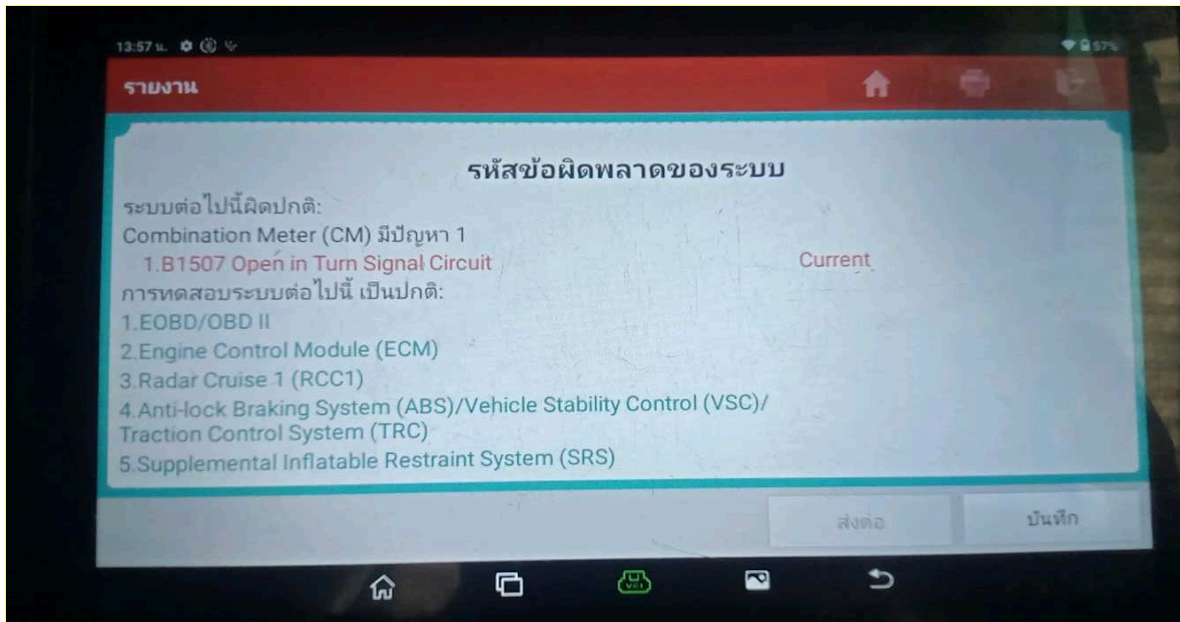 13:57 น.
57%
รายงาน
รหัสข้อผิดพลาดของระบบ
ระบบต่อไปนี้ผิดปกติ:
Combination Meter (CM) มีปัญหา 1
1.B1507 Open in Turn Signal Circuit Current
การทดสอบระบบต่อไปนี้ เป็นปกติ:
1.EOBD/OBD II
2.Engine Control Module (ECM)
3.Radar Cruise 1 (RCC1)
4.Anti-lock Braking System (ABS)/Vehicle Stability Control (VSC)/
Traction Control System (TRC)
5.Supplemental Inflatable Restraint System (SRS)
ส่งต่อ บันทึก
VCI